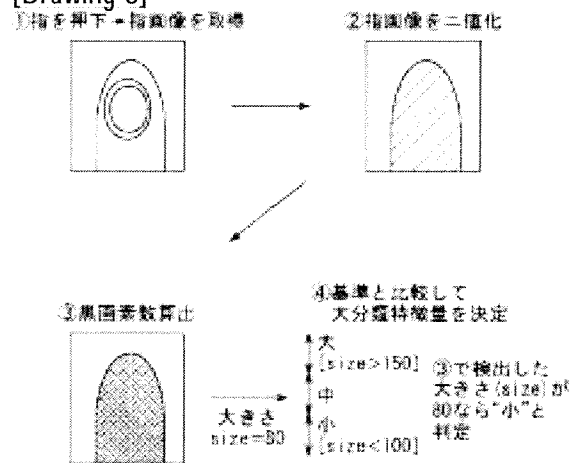 [Drawing 3]
①指を押下→指画像を取得
②指画像を二値化
③黒画素数算出
大きさ
size=80
④基準と比較して
大分類特徴量を決定
大
[size>150]
中
小
[size<100]
③で検出した
大きさ(size)が
80なら"小"と
判定